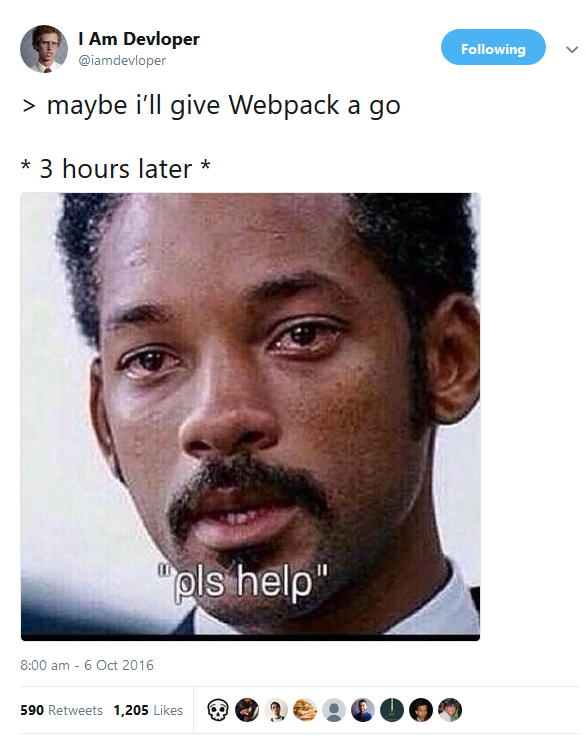 I Am Devloper
@iamdevloper
Following
> maybe i'll give Webpack a go
* 3 hours later *
"pls help"
8:00 am - 6 Oct 2016
590 Retweets 1,205 Likes